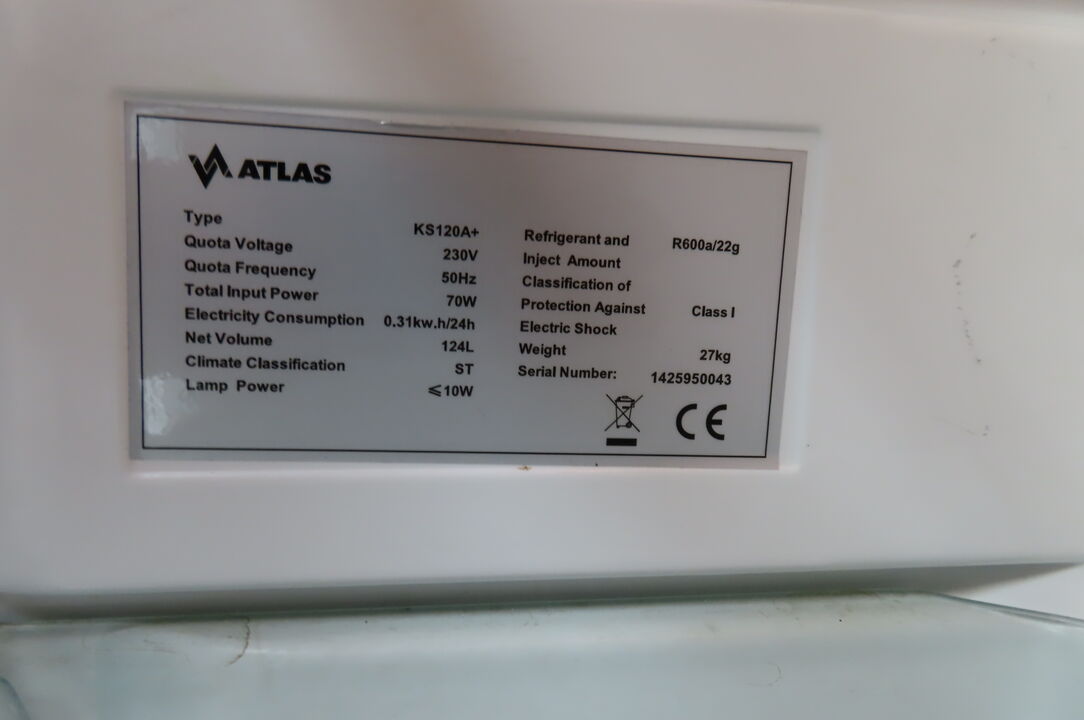 ATLAS
Type KS120A+
Quota Voltage 230V
Quota Frequency 50Hz
Total Input Power 70W
Electricity Consumption 0.31kw.h/24h
Net Volume 124L
Climate Classification ST
Lamp Power ≤10W
Refrigerant and R600a/22g
Inject Amount
Classification of
Protection Against Class I
Electric Shock
Weight 27kg
Serial Number: 1425950043
CE